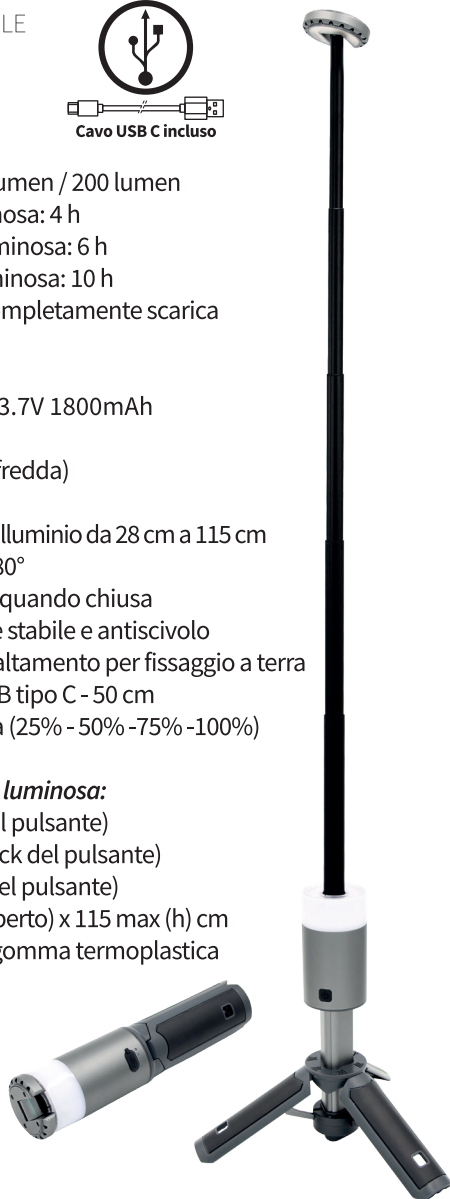 LE
Cavo USB C incluso
umen / 200 lumen
nosa: 4 h
minosa: 6 h
inosa: 10 h
mpletamente scarica
3.7V 1800mAh
fredda)
lluminio da 28 cm a 115 cm
80°
quando chiusa
e stabile e antiscivolo
altamento per fissaggio a terra
B tipo C - 50 cm
a (25% - 50% -75% -100%)
luminosa:
l pulsante)
ck del pulsante)
el pulsante)
perto) x 115 max (h) cm
gomma termoplastica